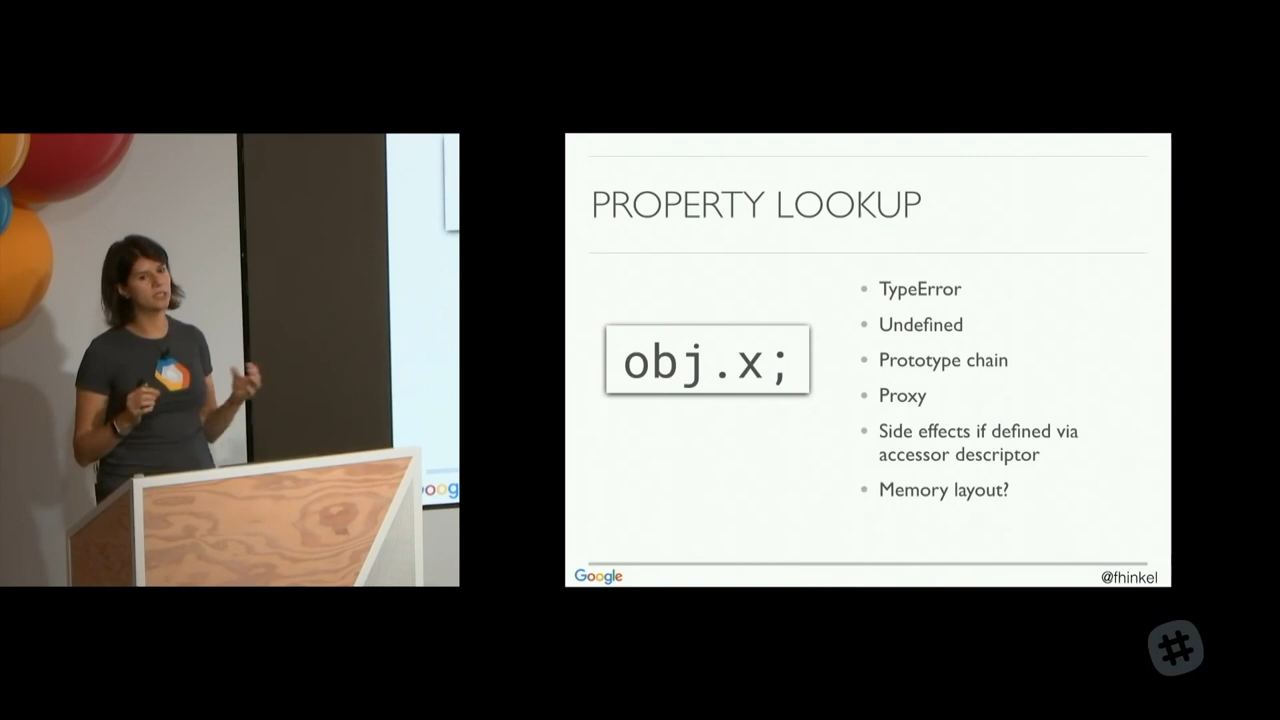 PROPERTY LOOKUP
obj.x;
TypeError
Undefined
Prototype chain
Proxy
Side effects if defined via
accessor descriptor
Memory layout?
Google
@fhinkel
oog
#